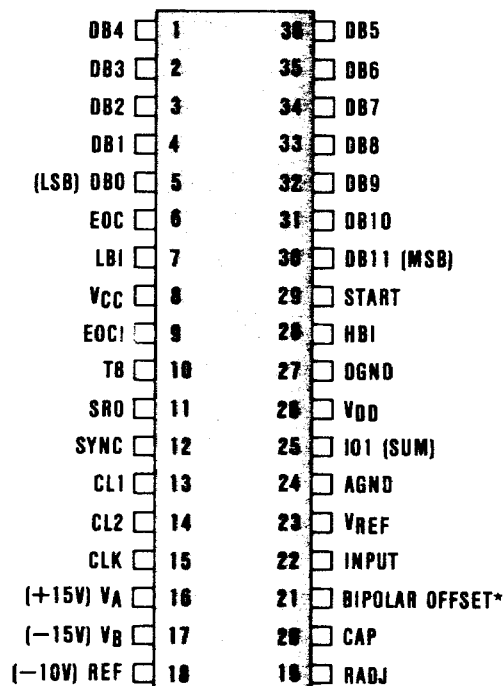 DB4 1 36 DB5
DB3 2 35 DB6
DB2 3 34 DB7
DB1 4 33 DB8
(LSB) DB0 5 32 DB9
EOC 6 31 DB10
LBI 7 30 DB11 (MSB)
VCC 8 29 START
EOCI 9 28 HBI
T8 10 27 DGND
SRO 11 26 VDD
SYNC 12 25 IO1 (SUM)
CL1 13 24 AGND
CL2 14 23 VREF
CLK 15 22 INPUT
(+15V) VA 16 21 BIPOLAR OFFSET*
(-15V) VB 17 20 CAP
(-10V) REF 18 19 RADJ